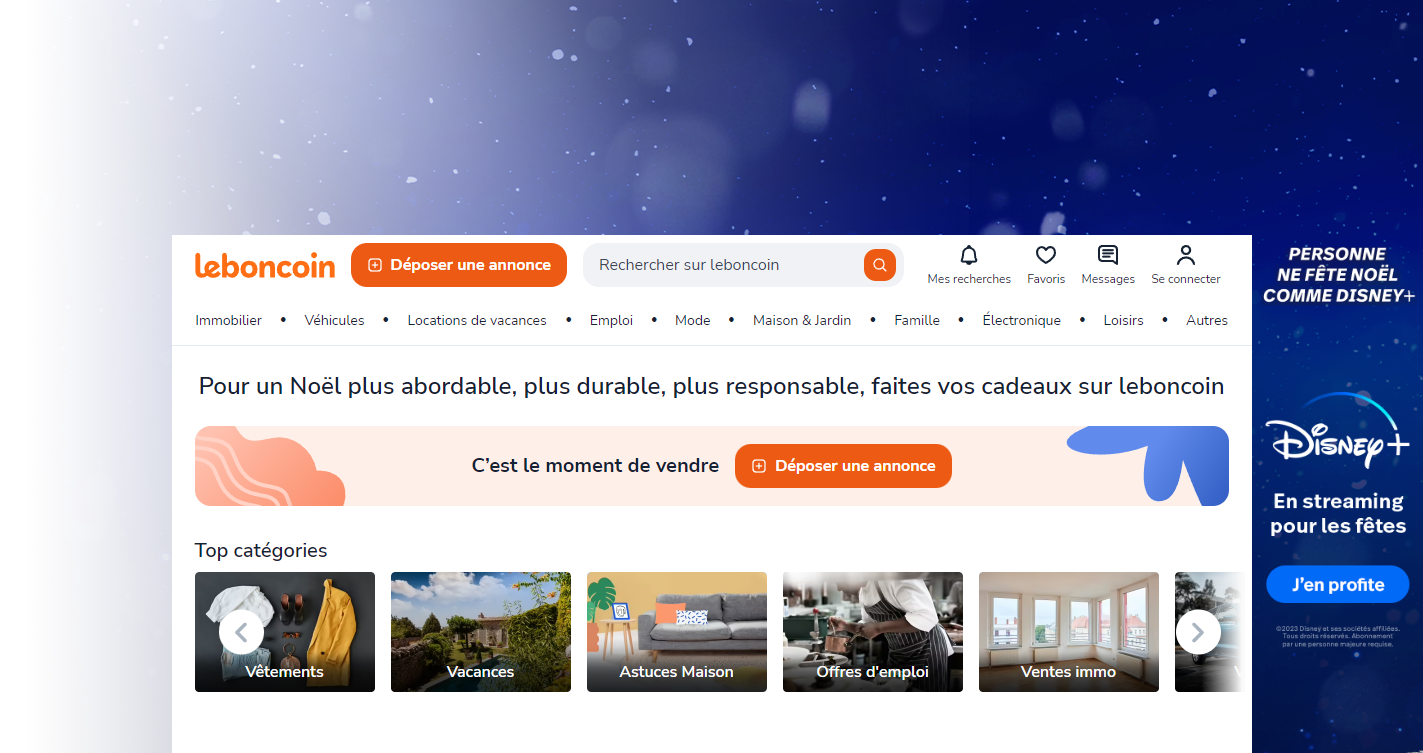 leboncoin
Déposer une annonce
Rechercher sur leboncoin
Mes recherches
Favoris
Messages
Se connecter
Immobilier • Véhicules • Locations de vacances • Emploi • Mode • Maison & Jardin • Famille • Électronique • Loisirs • Autres
Pour un Noël plus abordable, plus durable, plus responsable, faites vos cadeaux sur leboncoin
C'est le moment de vendre
Déposer une annonce
Top catégories
Vêtements
Vacances
Astuces Maison
Offres d'emploi
Ventes immo
PERSONNE
NE FÊTE NOËL
COMME DISNEY+
Disney+
En streaming
pour les fêtes
J'en profite
©2023 Disney et ses sociétés affiliées.
Tous droits réservés. Abonnement
par une personne majeure requise.